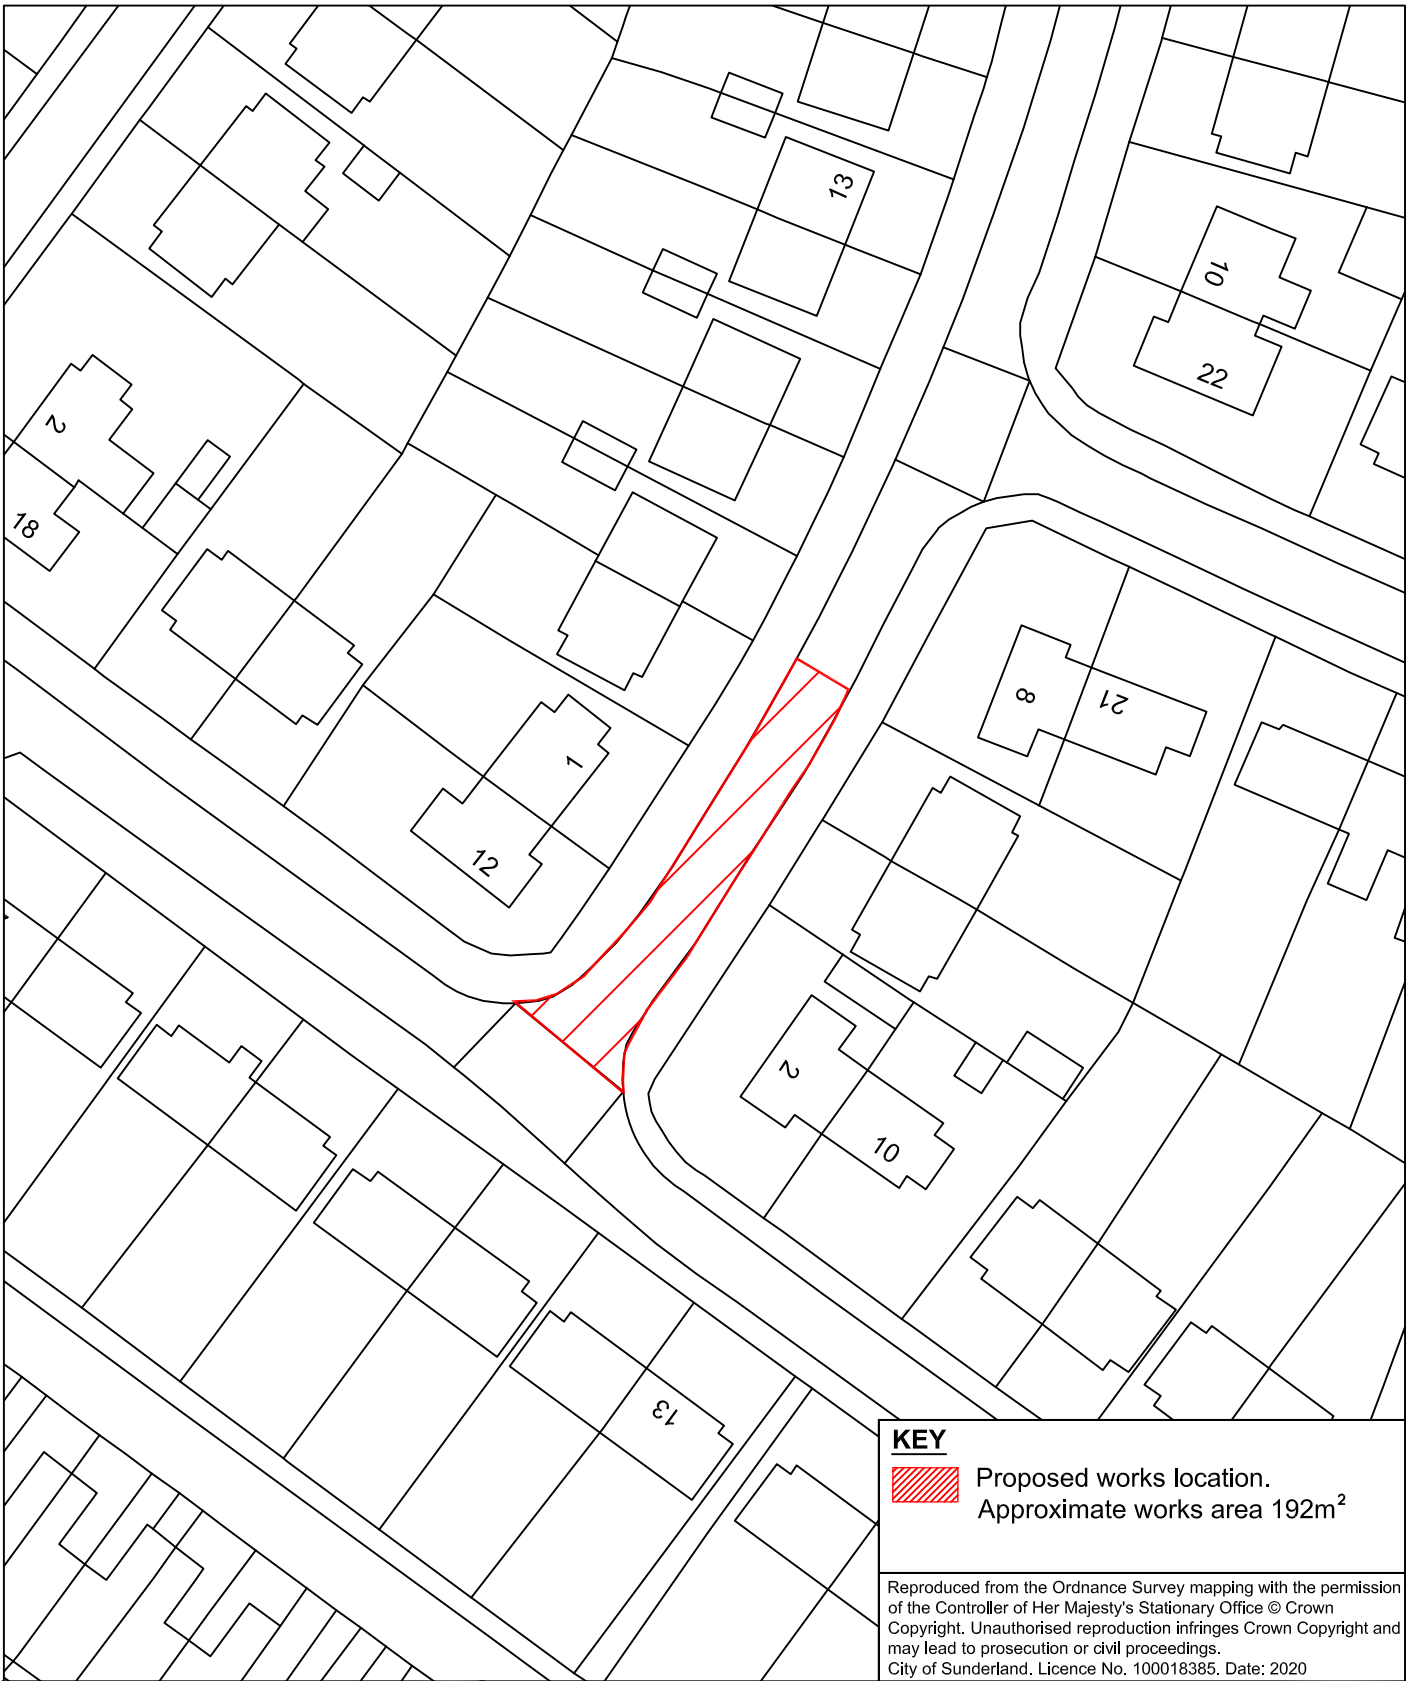 13
10
22
2
18
8
21
1
12
2
10
13
KEY
Proposed works location.
Approximate works area 192m²
Reproduced from the Ordnance Survey mapping with the permission
of the Controller of Her Majesty's Stationary Office © Crown
Copyright. Unauthorised reproduction infringes Crown Copyright and
may lead to prosecution or civil proceedings.
City of Sunderland. Licence No. 100018385. Date: 2020